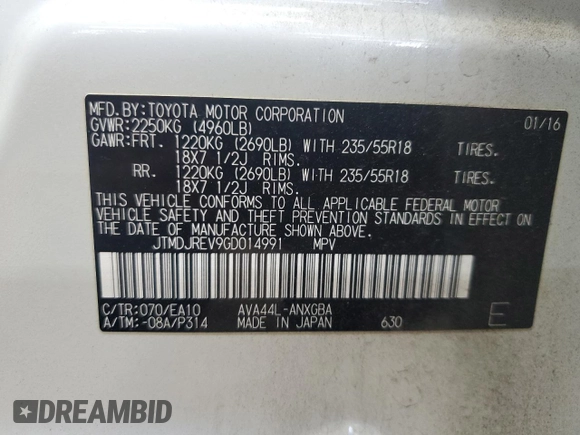 MFD.BY:TOYOTA MOTOR CORPORATION 01/16
GVWR:2250KG (4960LB)
GAWR:FRT. 1220KG (2690LB) WITH 235/55R18 TIRES.
18X7 1/2J RIMS.
RR. 1220KG (2690LB) WITH 235/55R18 TIRES.
18X7 1/2J RIMS.
THIS VEHICLE CONFORMS TO ALL APPLICABLE FEDERAL MOTOR
VEHICLE SAFETY AND THEFT PREVENTION STANDARDS IN EFFECT ON
THE DATE OF MANUFACTURE SHOWN ABOVE.
JTMDJREV9GD014991 MPV
C/TR:070/EA10 AVA44L-ANXGBA
A/TM:-08A/P314 MADE IN JAPAN 630 E
DREAMBID